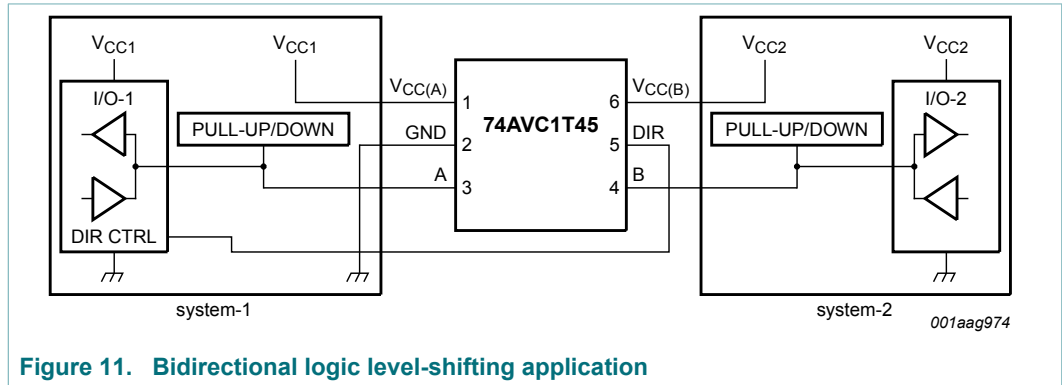 VCC1
VCC1
I/O-1
PULL-UP/DOWN
DIR CTRL
system-1
VCC(A)
GND
A
1
2
3
74AVC1T45
6
5
4
VCC(B)
DIR
B
VCC2
VCC2
PULL-UP/DOWN
I/O-2
system-2
001aag974
Figure 11. Bidirectional logic level-shifting application